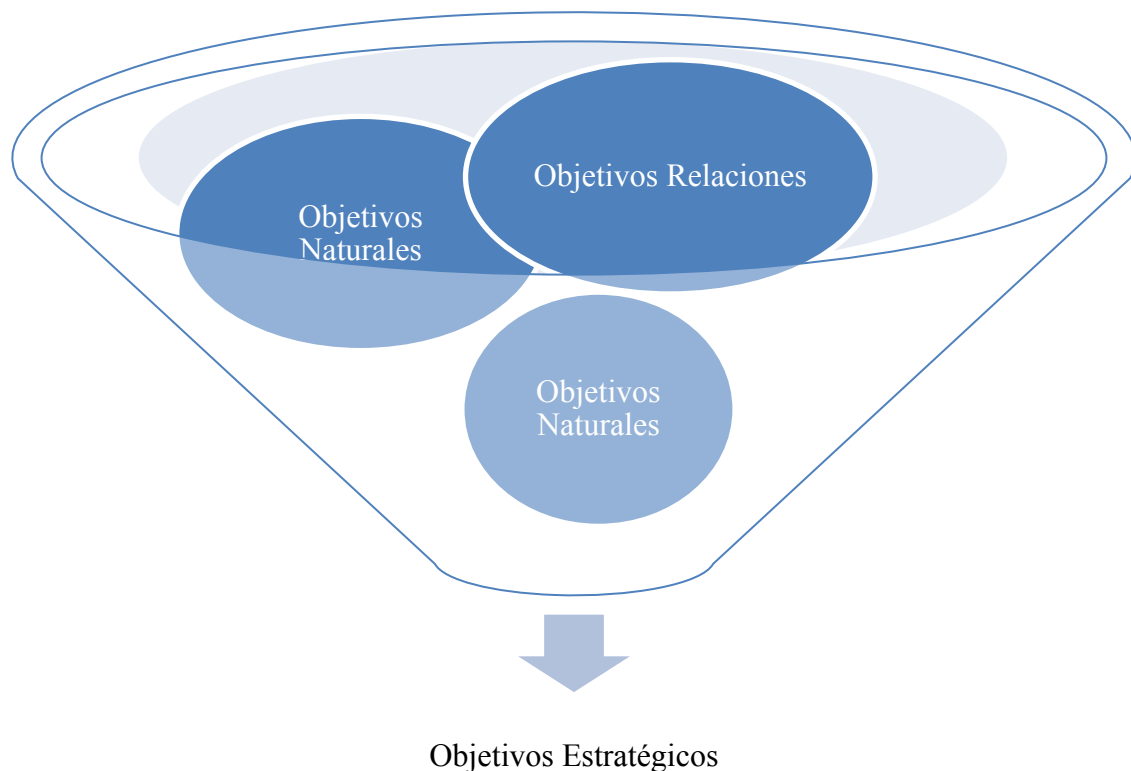 Objetivos Relaciones
Objetivos
Naturales
Objetivos
Naturales
Objetivos Estratégicos